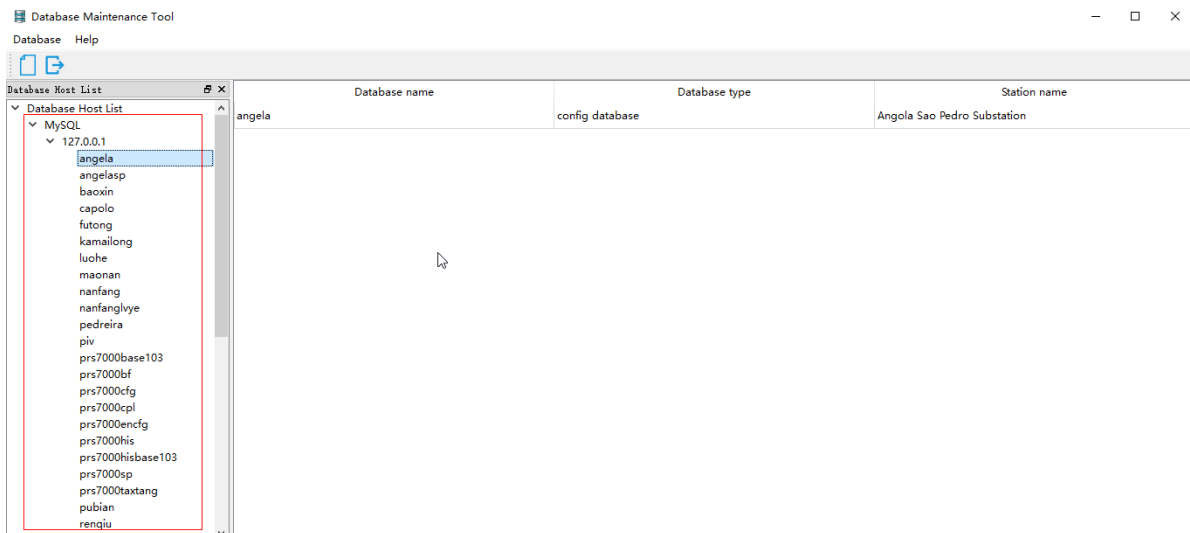 Database Maintenance Tool
Database Help
Database Host List
Database name Database type Station name
Database Host List
angela config database Angola Sao Pedro Substation
MySQL
127.0.0.1
angela
angelasp
baoxin
capolo
futong
kamailong
luohe
maonan
nanfang
nanfanglvye
pedreira
piv
prs7000base103
prs7000bf
prs7000cfg
prs7000cpl
prs7000encfg
prs7000his
prs7000hisbase103
prs7000sp
prs7000taxtang
pubian
renqiu